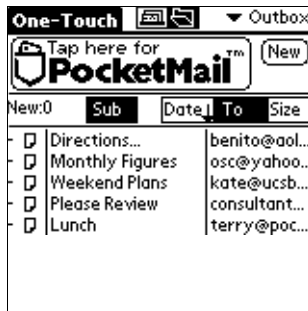 One-Touch Outbox
Tap here for
PocketMail™ New
New:0 Sub Date To Size
Directions... benito@aol...
Monthly Figures osc@yahoo...
Weekend Plans kate@ucsb...
Please Review consultant...
Lunch terry@poc...